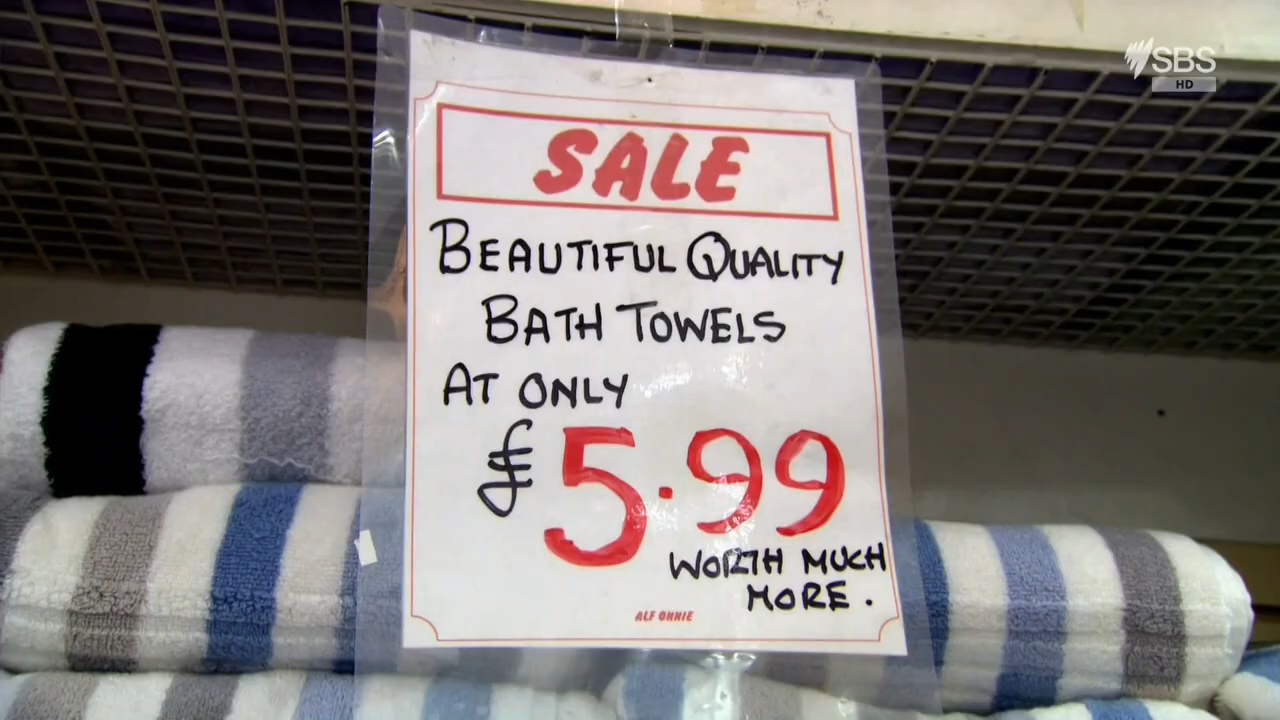 SBS
HD
SALE
BEAUTIFUL QUALITY
BATH TOWELS
AT ONLY
£5.99
WORTH MUCH
MORE.
ALF ONNIE